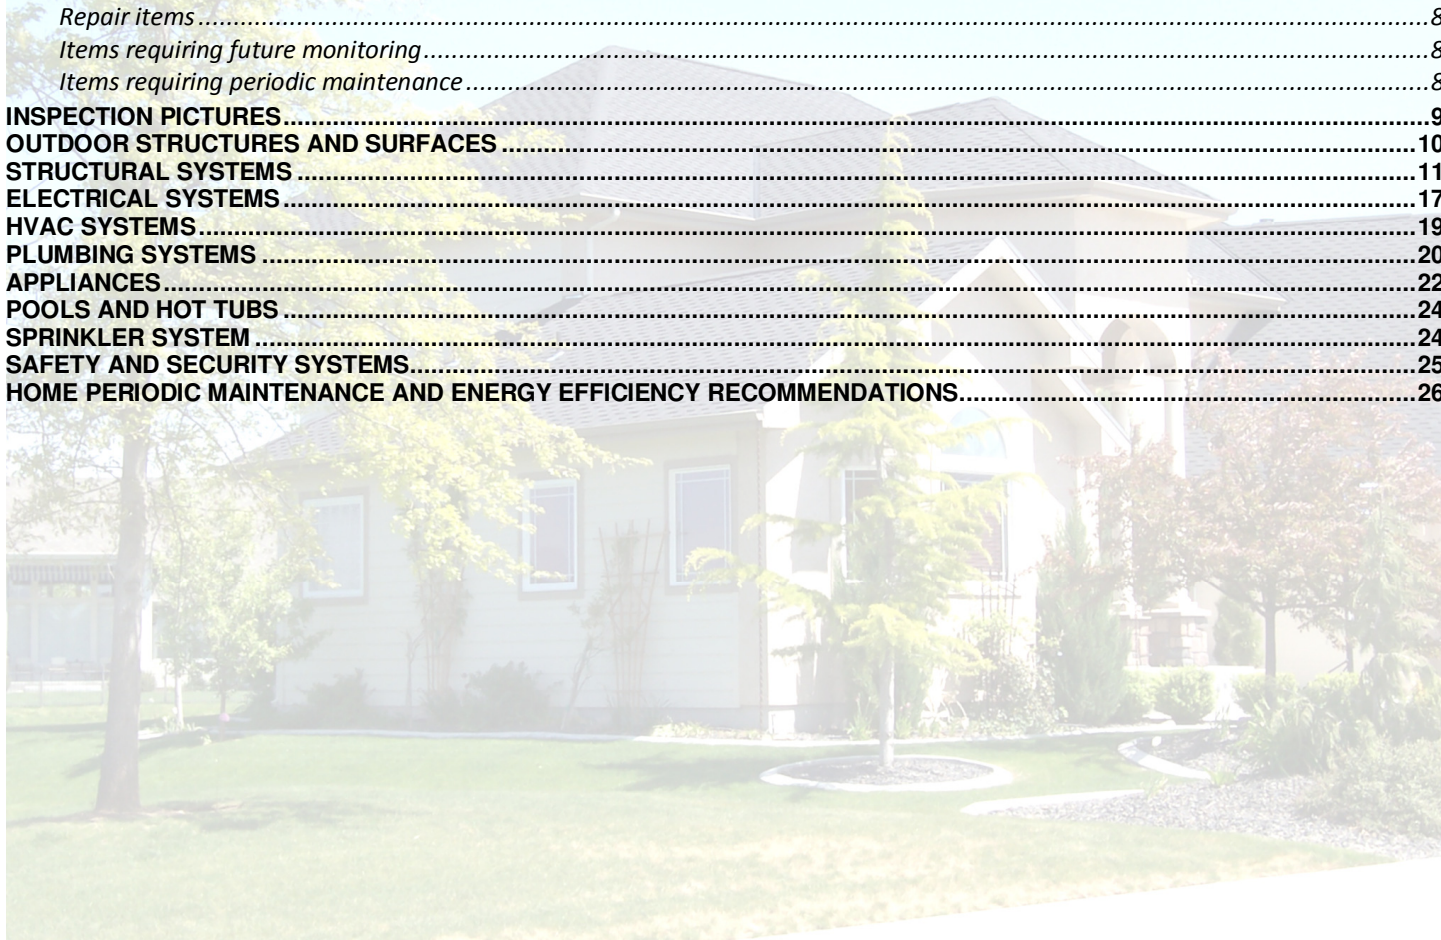 Repair items........................................................................................................8
Items requiring future monitoring........................................................................................................8
Items requiring periodic maintenance........................................................................................................8
INSPECTION PICTURES........................................................................................................9
OUTDOOR STRUCTURES AND SURFACES........................................................................................................10
STRUCTURAL SYSTEMS........................................................................................................11
ELECTRICAL SYSTEMS........................................................................................................17
HVAC SYSTEMS........................................................................................................19
PLUMBING SYSTEMS........................................................................................................20
APPLIANCES........................................................................................................22
POOLS AND HOT TUBS........................................................................................................24
SPRINKLER SYSTEM........................................................................................................24
SAFETY AND SECURITY SYSTEMS........................................................................................................25
HOME PERIODIC MAINTENANCE AND ENERGY EFFICIENCY RECOMMENDATIONS........................................................................26